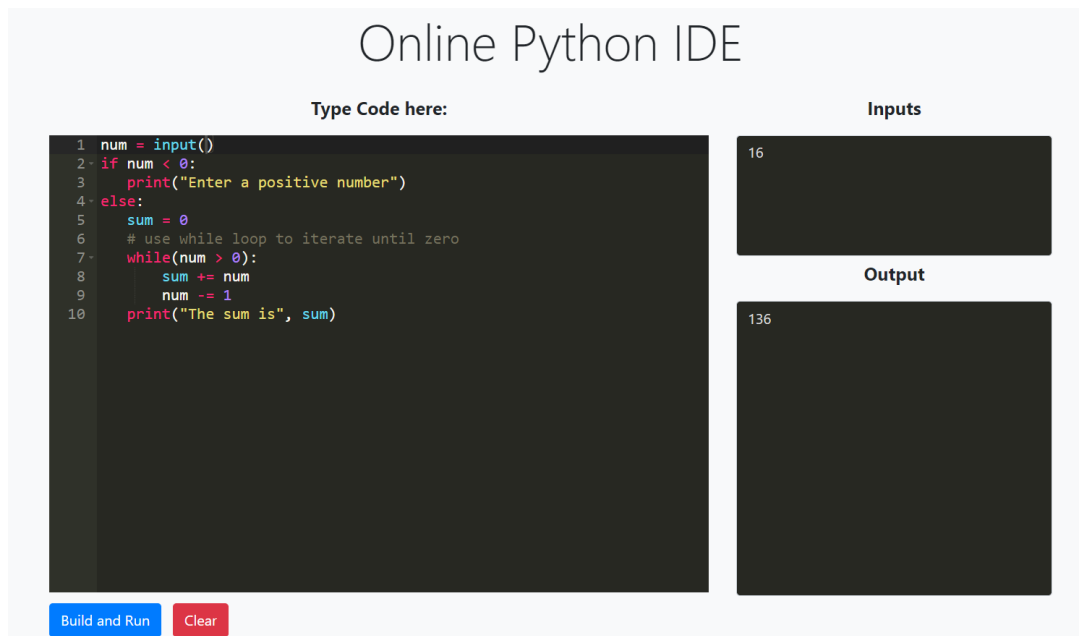 Online Python IDE
Type Code here:
1 num = input()
2 if num < 0:
3 print("Enter a positive number")
4 else:
5 sum = 0
6 # use while loop to iterate until zero
7 while(num > 0):
8 sum += num
9 num -= 1
10 print("The sum is", sum)
Build and Run
Clear
Inputs
16
Output
136